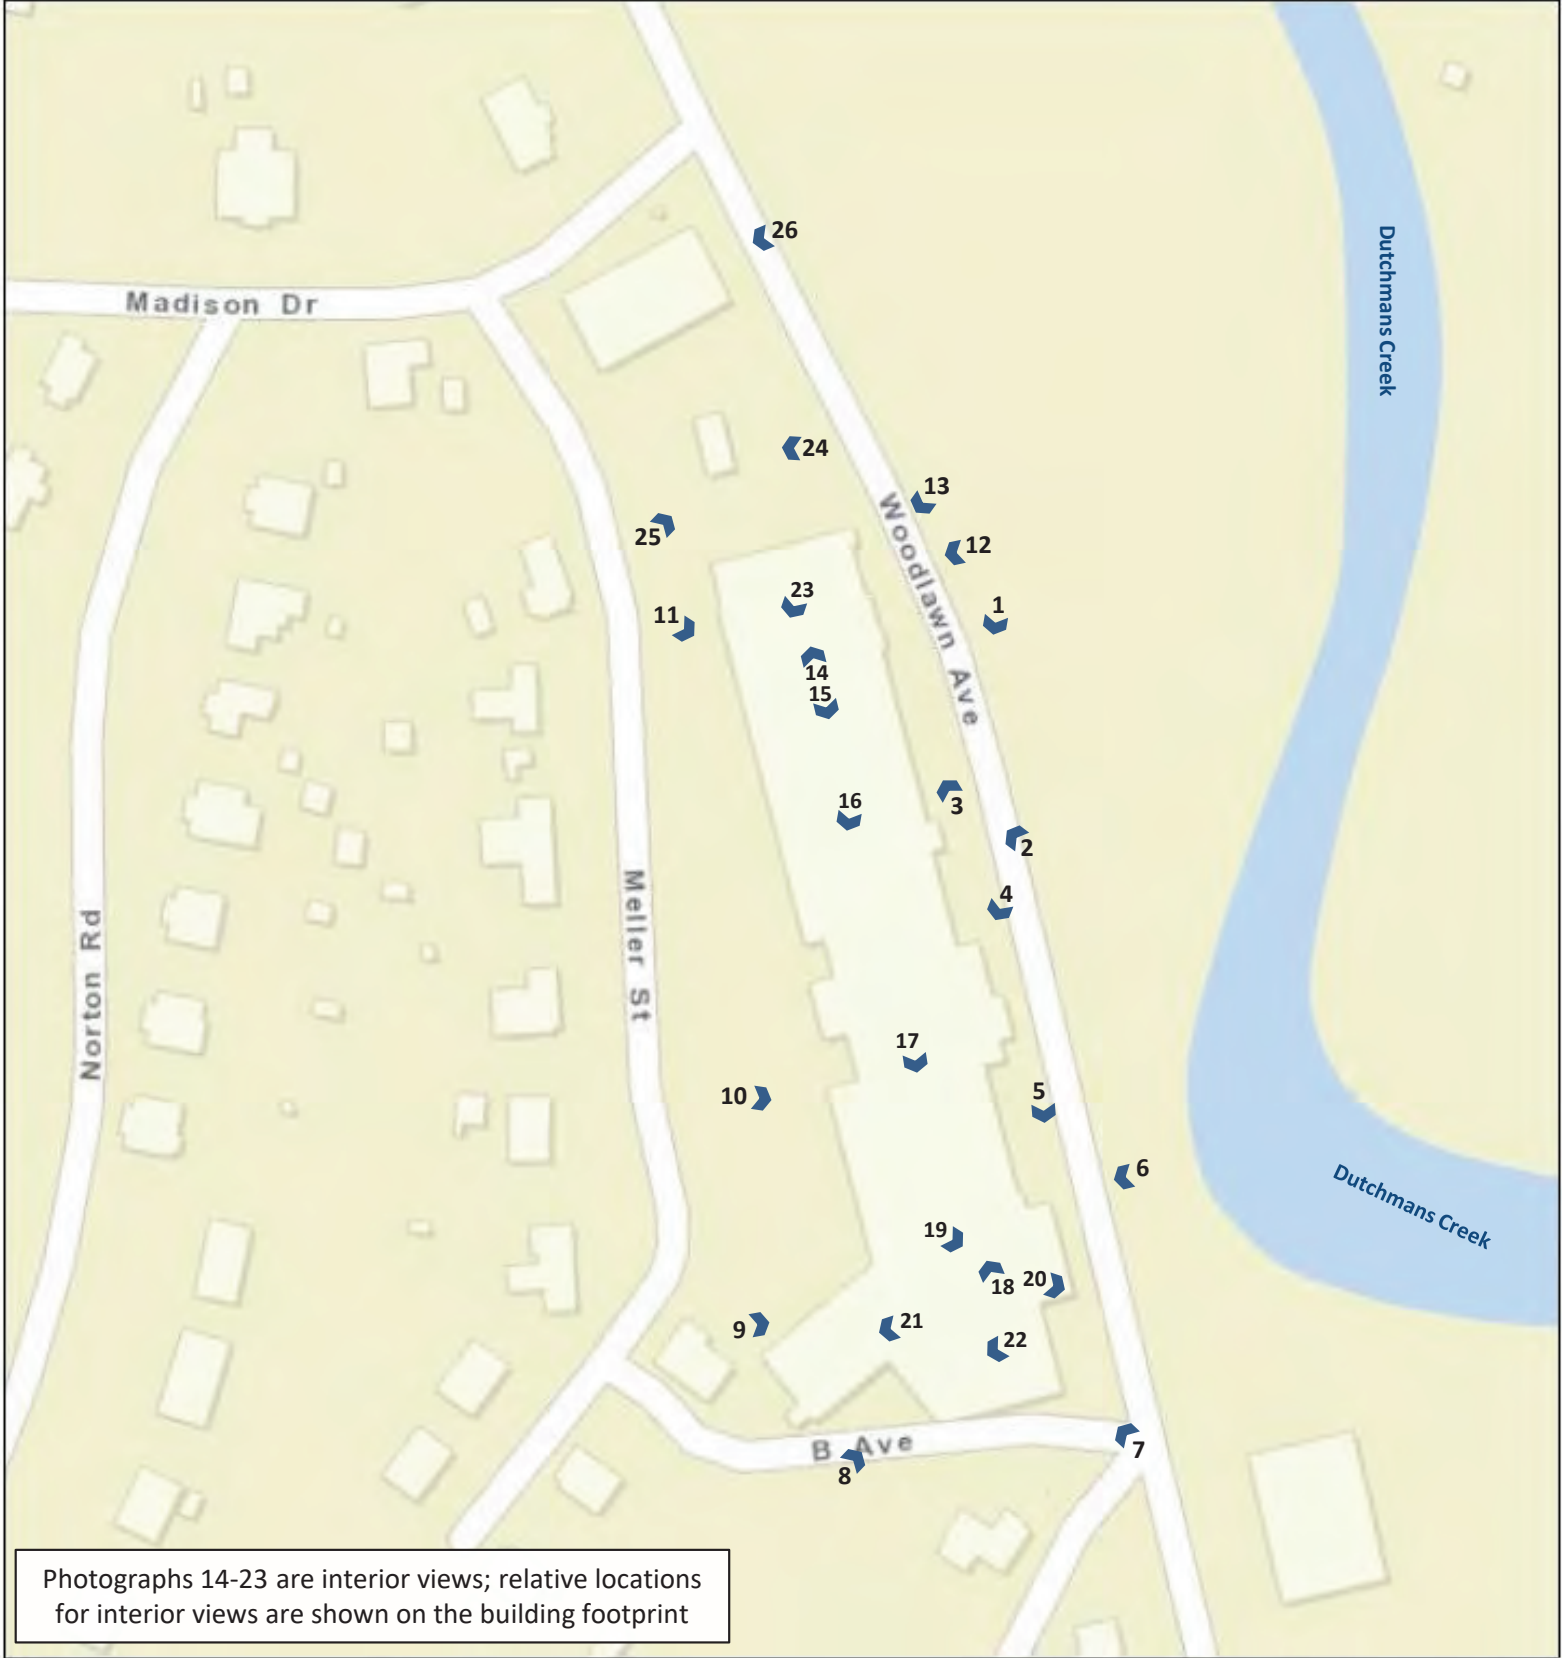 26
Dutchmans Creek
Madison Dr
24
13
25
12
Woodlawn Ave
23
1
11
14
15
16
3
2
4
Meller St
Norton Rd
17
5
10
6
Dutchmans Creek
19
18
20
9
21
22
B Ave
7
8
Photographs 14-23 are interior views; relative locations
for interior views are shown on the building footprint